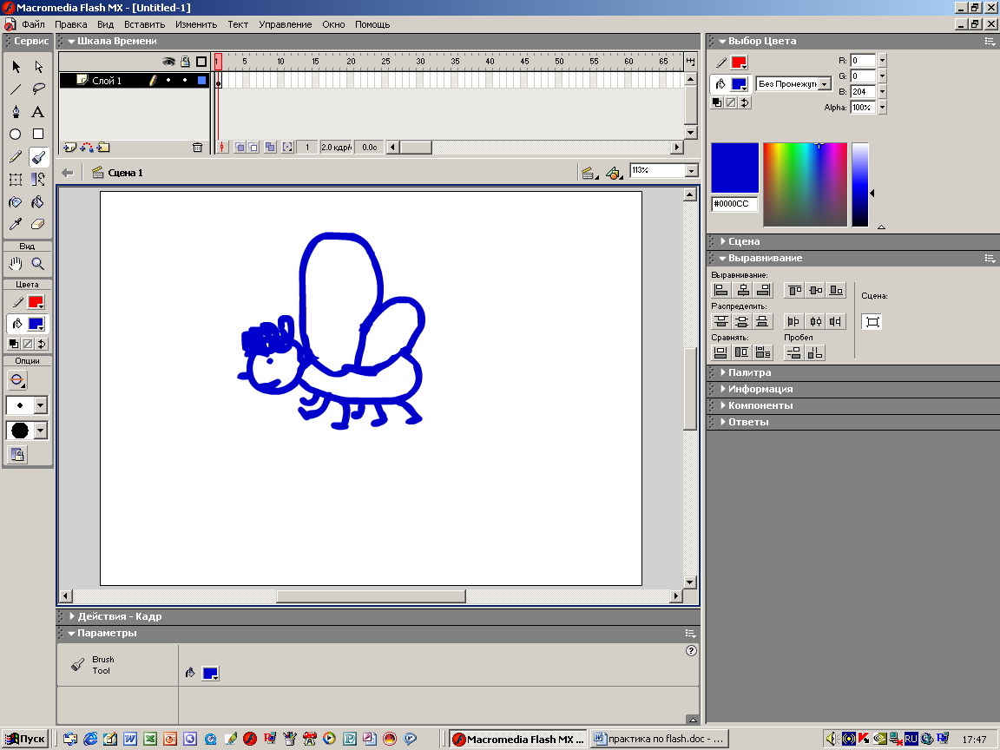 Macromedia Flash MX - [Untitled-1]
Файл Правка Вид Вставить Изменить Тект Управление Окно Помощь
Сервис
Шкала Времени
1 5 10 15 20 25 30 35 40 45 50 55 60 65
Слой 1
1 2.0 кдр/ 0.0с
Сцена 1
113%
Вид
Цвета
Опции
Выбор Цвета
R: 0
Без Промежутк
G: 0
B: 204
Alpha: 100%
#0000CC
Сцена
Выравнивание
Выравнивание:
Сцена:
Распределить:
Сравнять: Пробел
Палитра
Информация
Компоненты
Ответы
Действия - Кадр
Параметры
Brush
Tool
Пуск
Macromedia Flash MX ...
практика по flash.doc - ...
RU
17:47